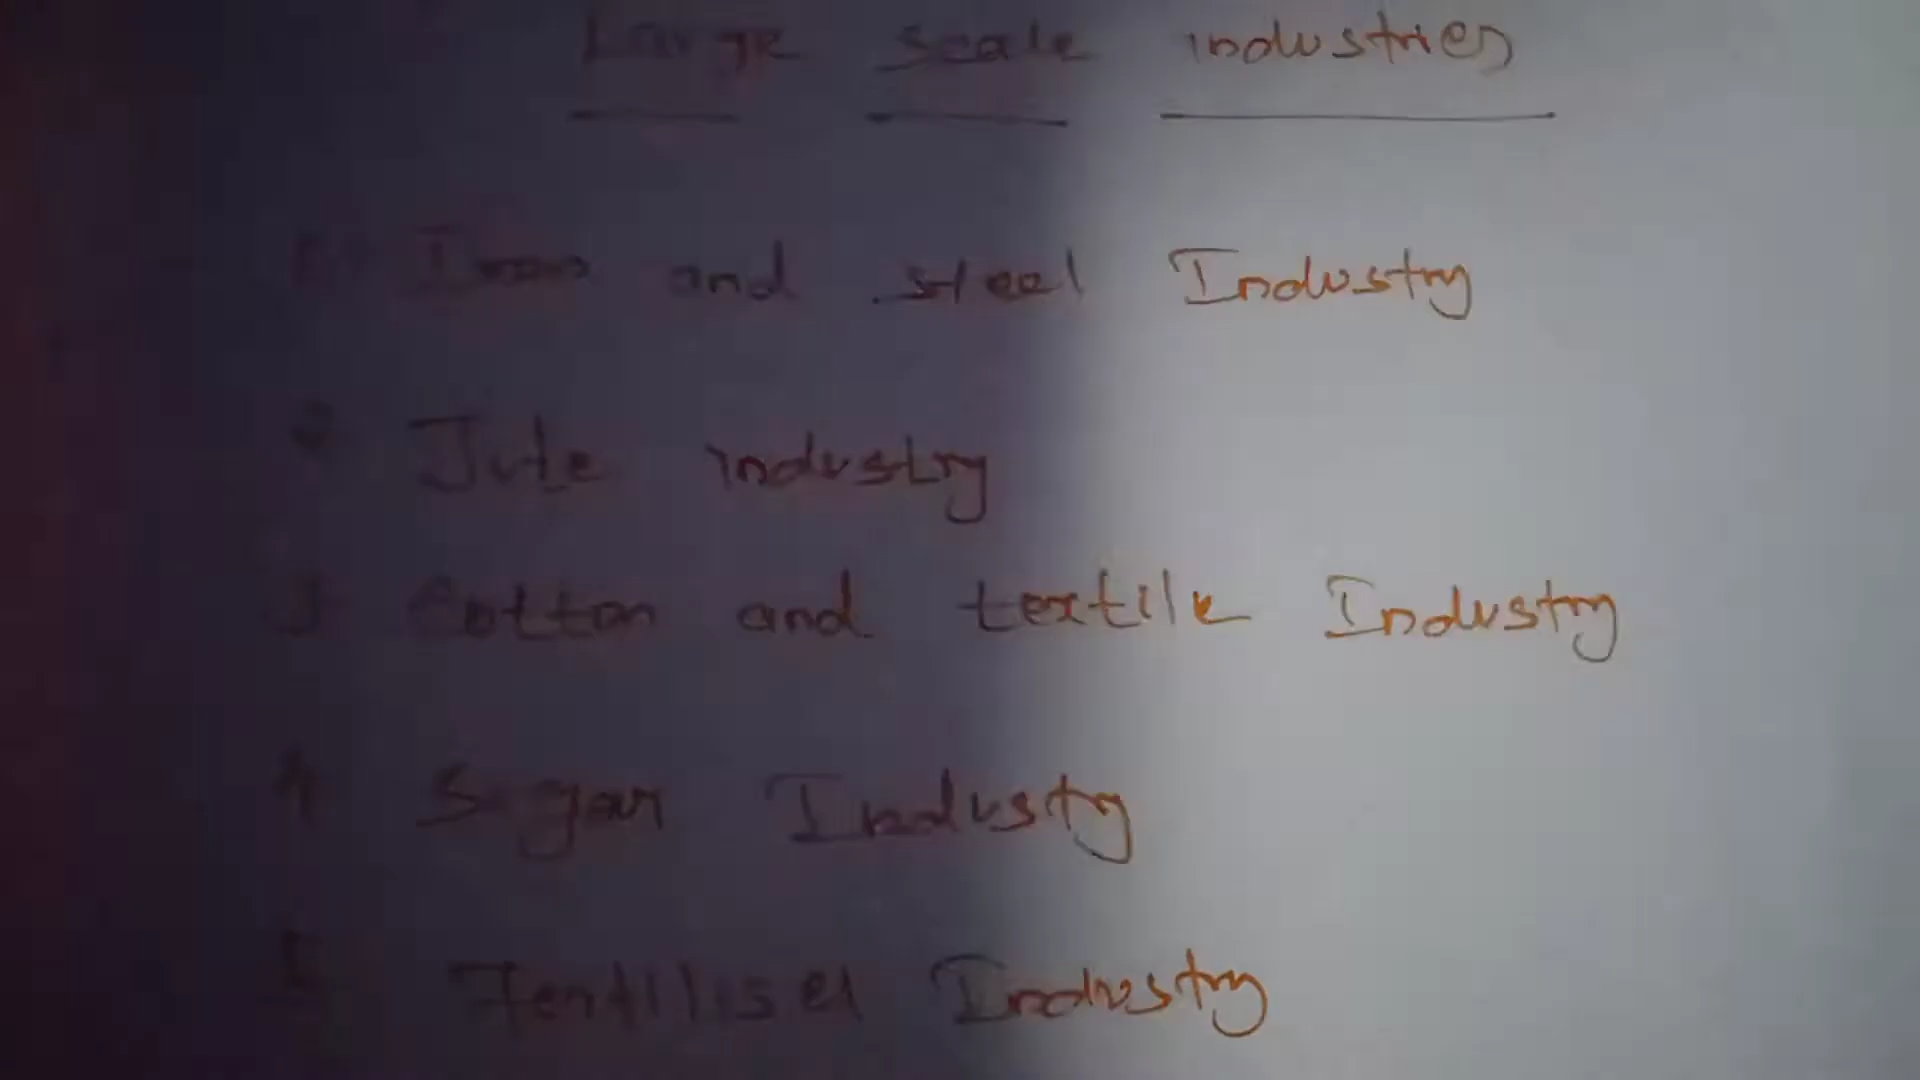 Large scale industries
1 Iron and steel Industry
2 Jute industry
3 Cotton and textile Industry
4 Sugar Industry
5 Fertiliser Industry